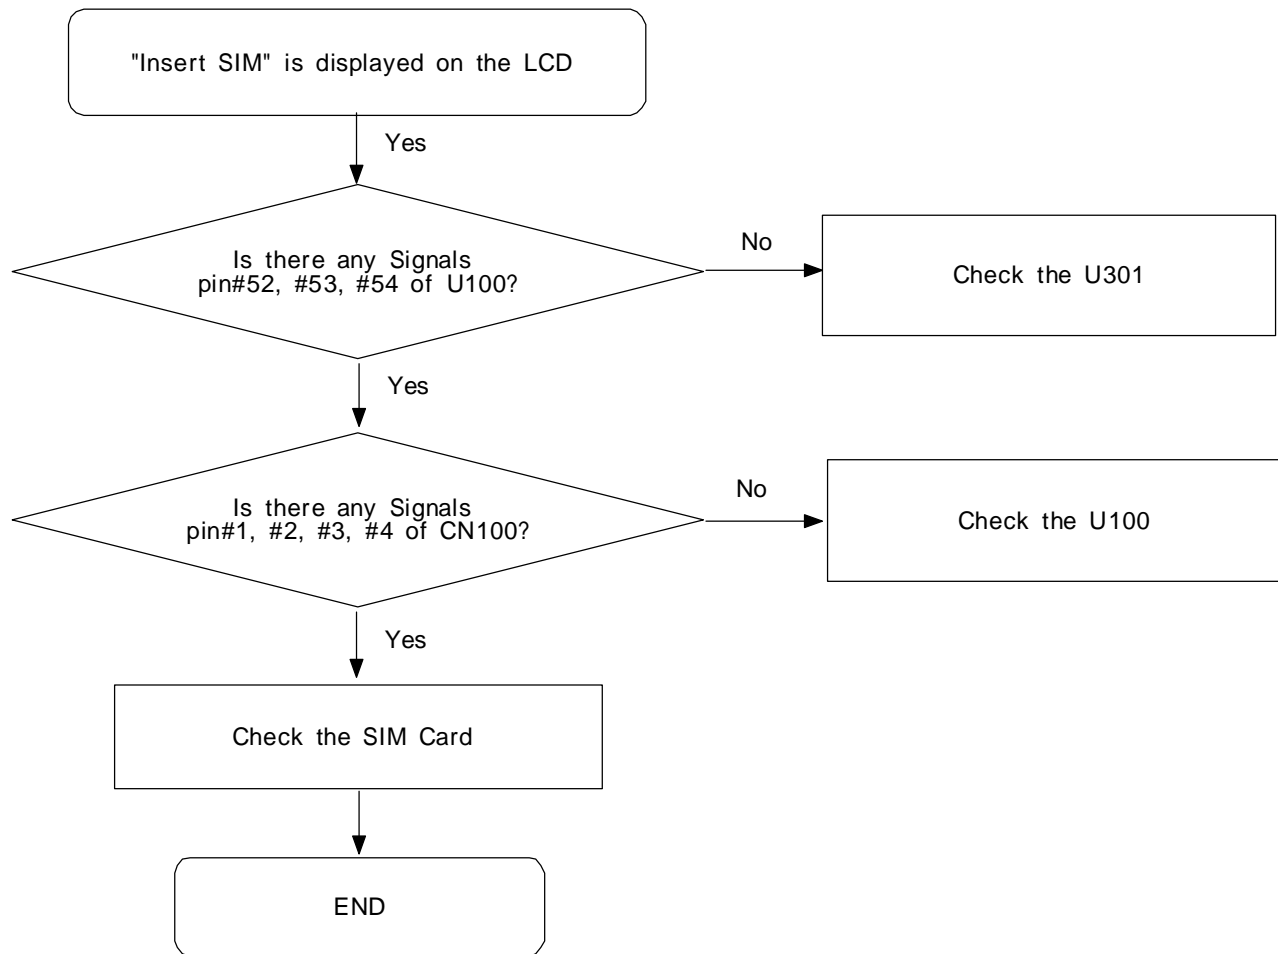 "Insert SIM" is displayed on the LCD
Yes
Is there any Signals
pin#52, #53, #54 of U100?
No
Check the U301
Yes
Is there any Signals
pin#1, #2, #3, #4 of CN100?
No
Check the U100
Yes
Check the SIM Card
END